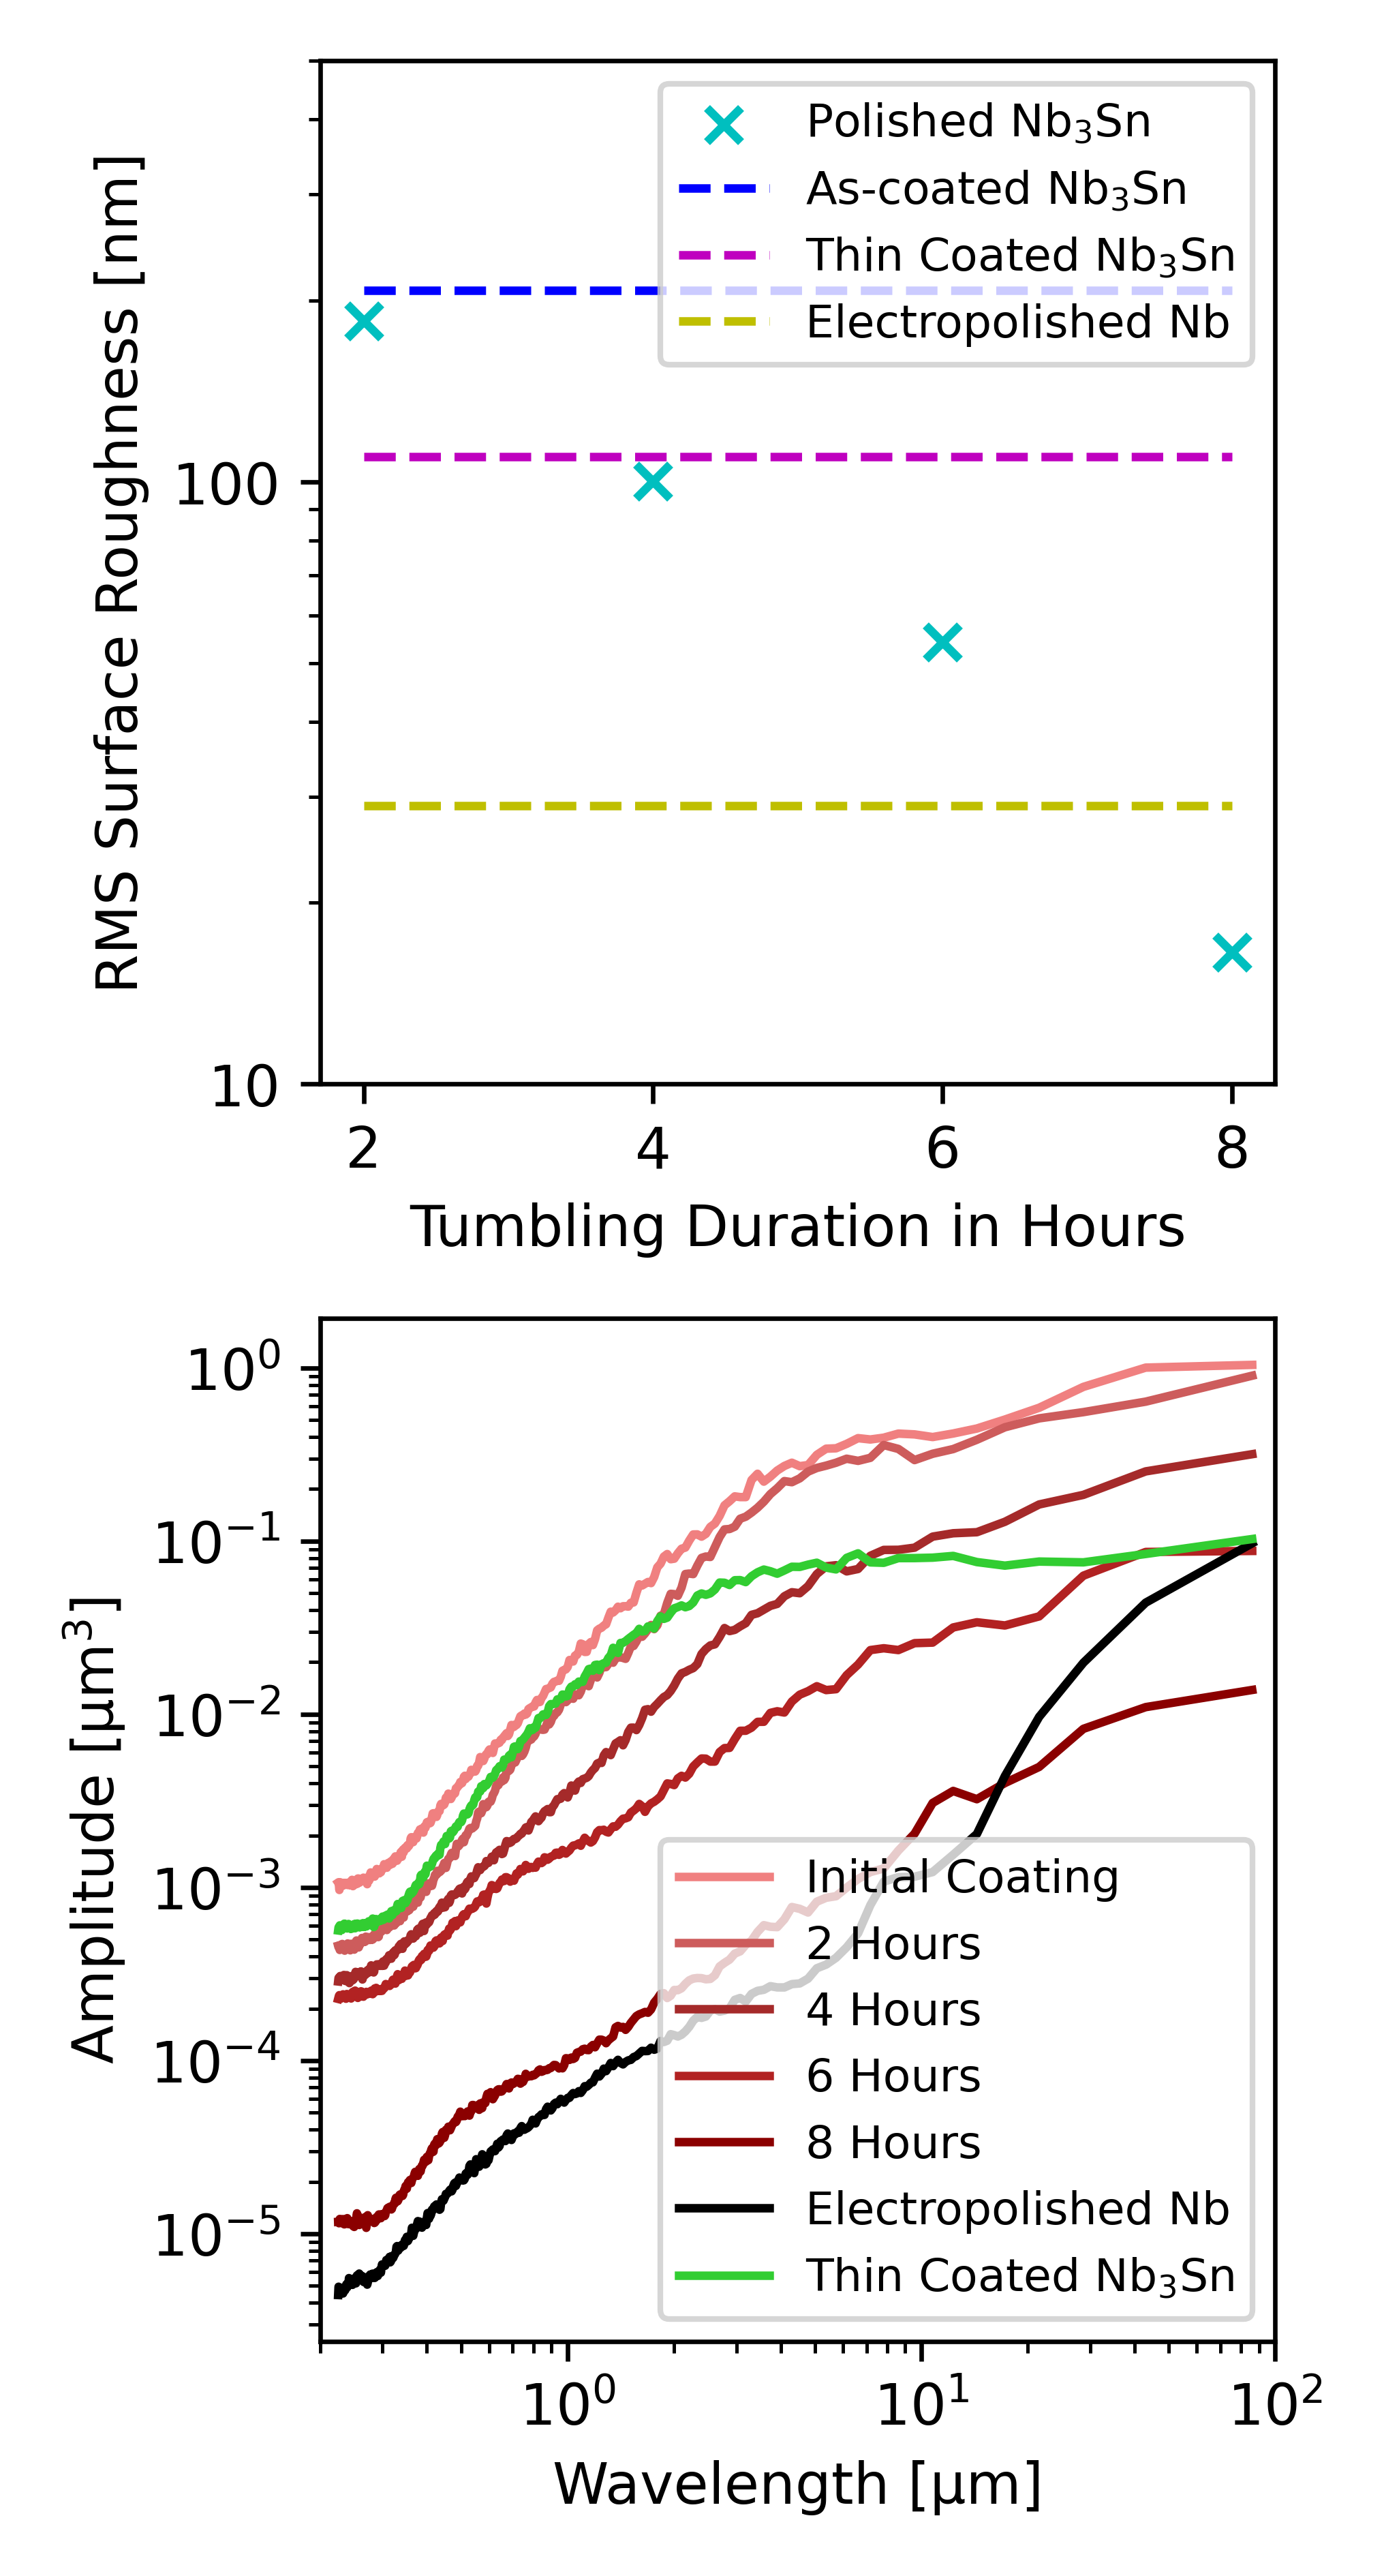 RMS Surface Roughness [nm]
100
10
Polished Nb₃Sn
As-coated Nb₃Sn
Thin Coated Nb₃Sn
Electropolished Nb
2 4 6 8
Tumbling Duration in Hours
Amplitude [µm³]
10⁰
10⁻¹
10⁻²
10⁻³
10⁻⁴
10⁻⁵
Initial Coating
2 Hours
4 Hours
6 Hours
8 Hours
Electropolished Nb
Thin Coated Nb₃Sn
10⁰ 10¹ 10²
Wavelength [µm]